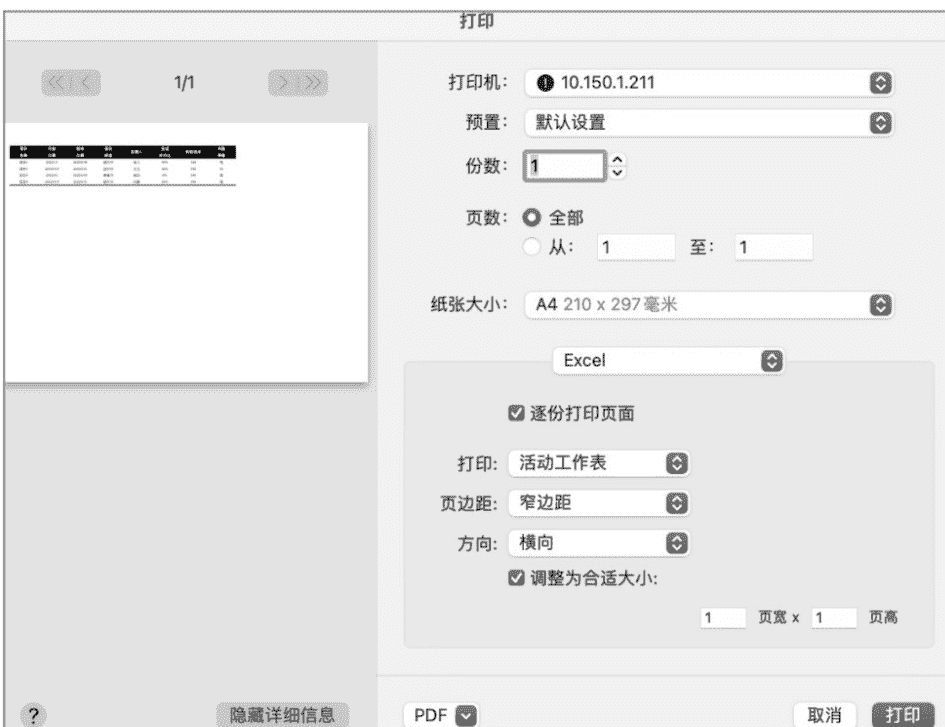 打印
1/1
打印机: 10.150.1.211
预置: 默认设置
份数: 1
页数: 全部
从: 1 至: 1
纸张大小: A4 210 x 297 毫米
Excel
逐份打印页面
打印: 活动工作表
页边距: 窄边距
方向: 横向
调整为合适大小:
1 页宽 x 1 页高
? 隐藏详细信息 PDF 取消 打印